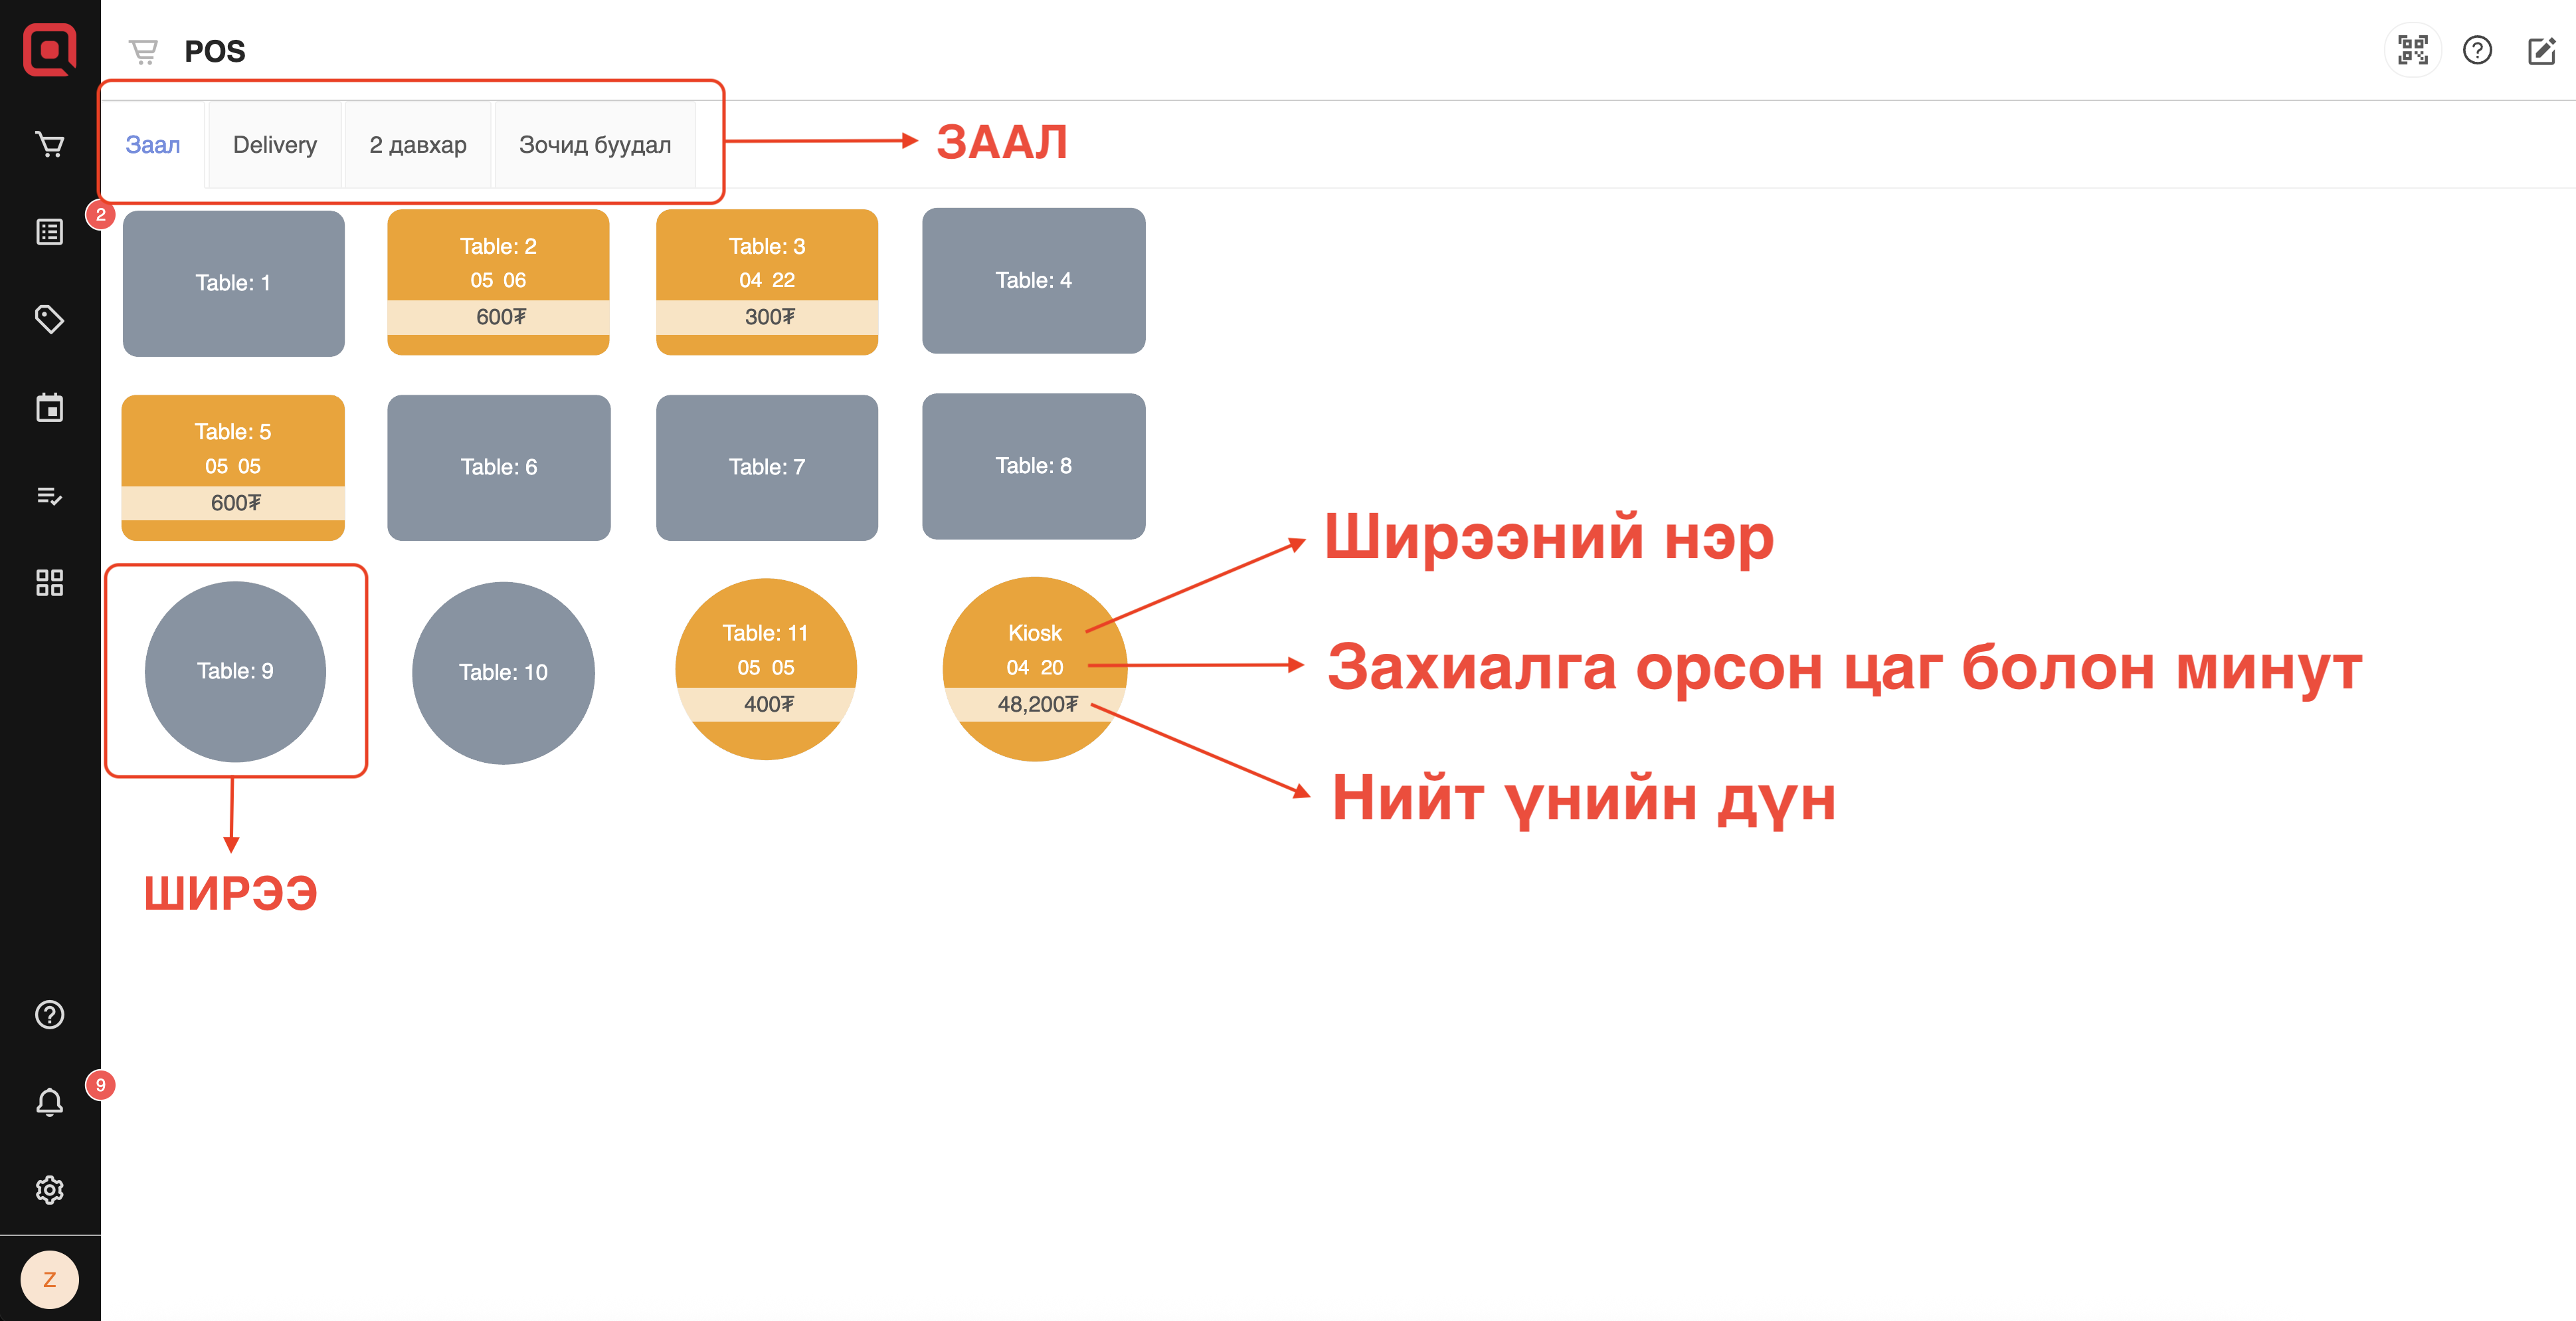 POS
Заал
Delivery
2 давхар
Зочид буудал
ЗААЛ
2
Table: 1
Table: 2
05 06
600₮
Table: 3
04 22
300₮
Table: 4
Table: 5
05 05
600₮
Table: 6
Table: 7
Table: 8
Table: 9
Table: 10
Table: 11
05 05
400₮
Kiosk
04 20
48,200₮
Ширээний нэр
Захиалга орсон цаг болон минут
Нийт үнийн дүн
ШИРЭЭ
9
Z